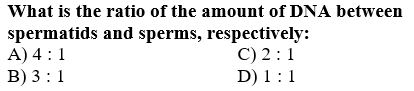 What is the ratio of the amount of DNA between
spermatids and sperms, respectively:
A) 4 : 1 C) 2 : 1
B) 3 : 1 D) 1 : 1